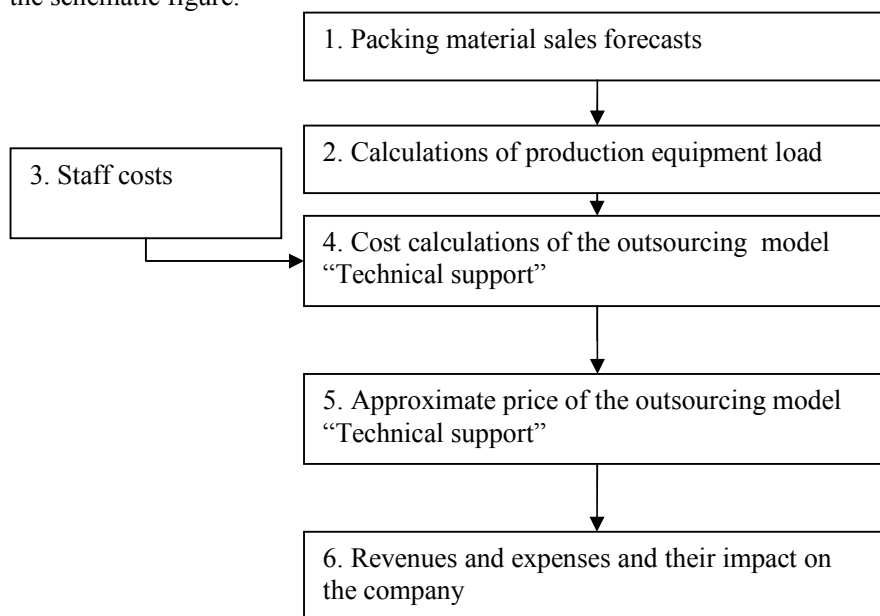 the schematic figure.
1. Packing material sales forecasts
2. Calculations of production equipment load
3. Staff costs
4. Cost calculations of the outsourcing model
“Technical support”
5. Approximate price of the outsourcing model
“Technical support”
6. Revenues and expenses and their impact on
the company